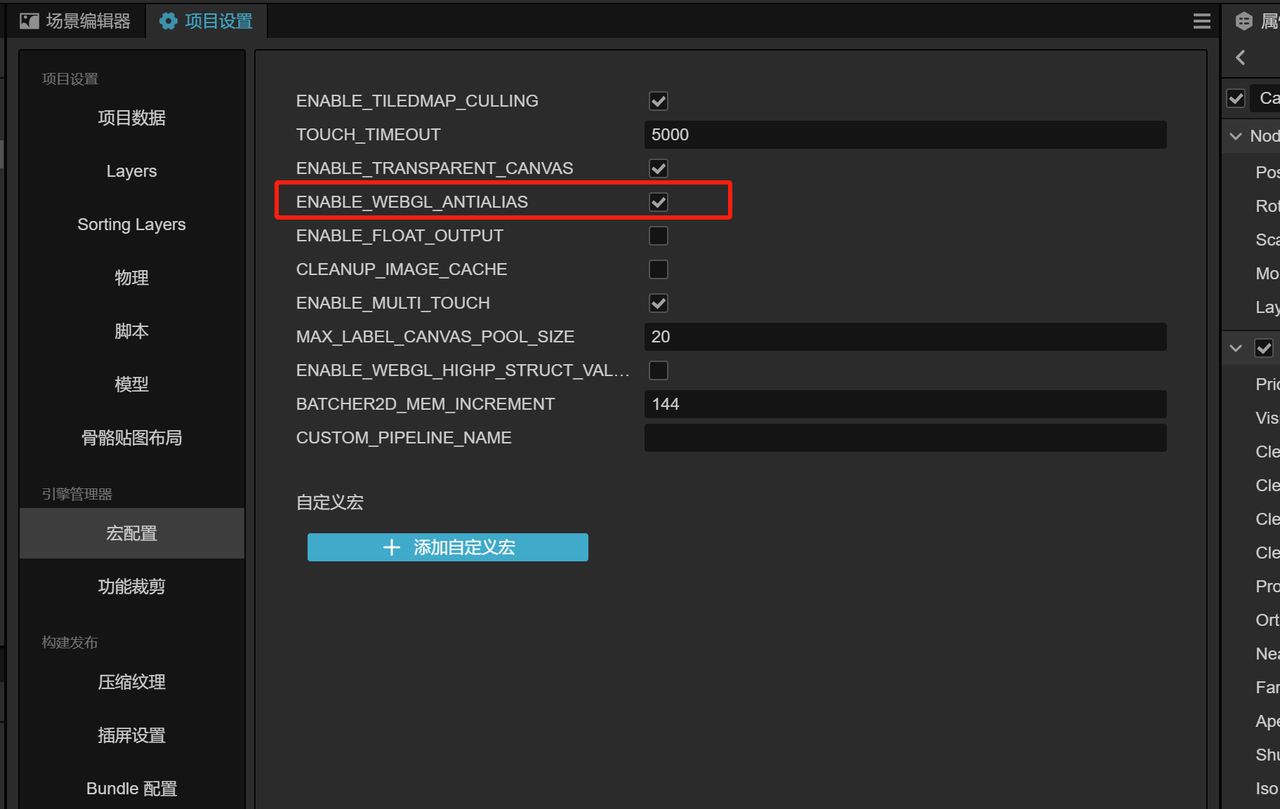 场景编辑器
项目设置
项目设置
项目数据
Layers
Sorting Layers
物理
脚本
模型
骨骼贴图布局
引擎管理器
宏配置
功能裁剪
构建发布
压缩纹理
插屏设置
Bundle 配置
ENABLE_TILEDMAP_CULLING
TOUCH_TIMEOUT 5000
ENABLE_TRANSPARENT_CANVAS
ENABLE_WEBGL_ANTIALIAS
ENABLE_FLOAT_OUTPUT
CLEANUP_IMAGE_CACHE
ENABLE_MULTI_TOUCH
MAX_LABEL_CANVAS_POOL_SIZE 20
ENABLE_WEBGL_HIGHP_STRUCT_VAL...
BATCHER2D_MEM_INCREMENT 144
CUSTOM_PIPELINE_NAME
自定义宏
添加自定义宏
属
Ca
Nod
Pos
Rot
Sca
Mo
Lay
Prio
Vis
Cle
Cle
Cle
Cle
Pro
Ort
Nea
Far
Ape
Shu
Iso